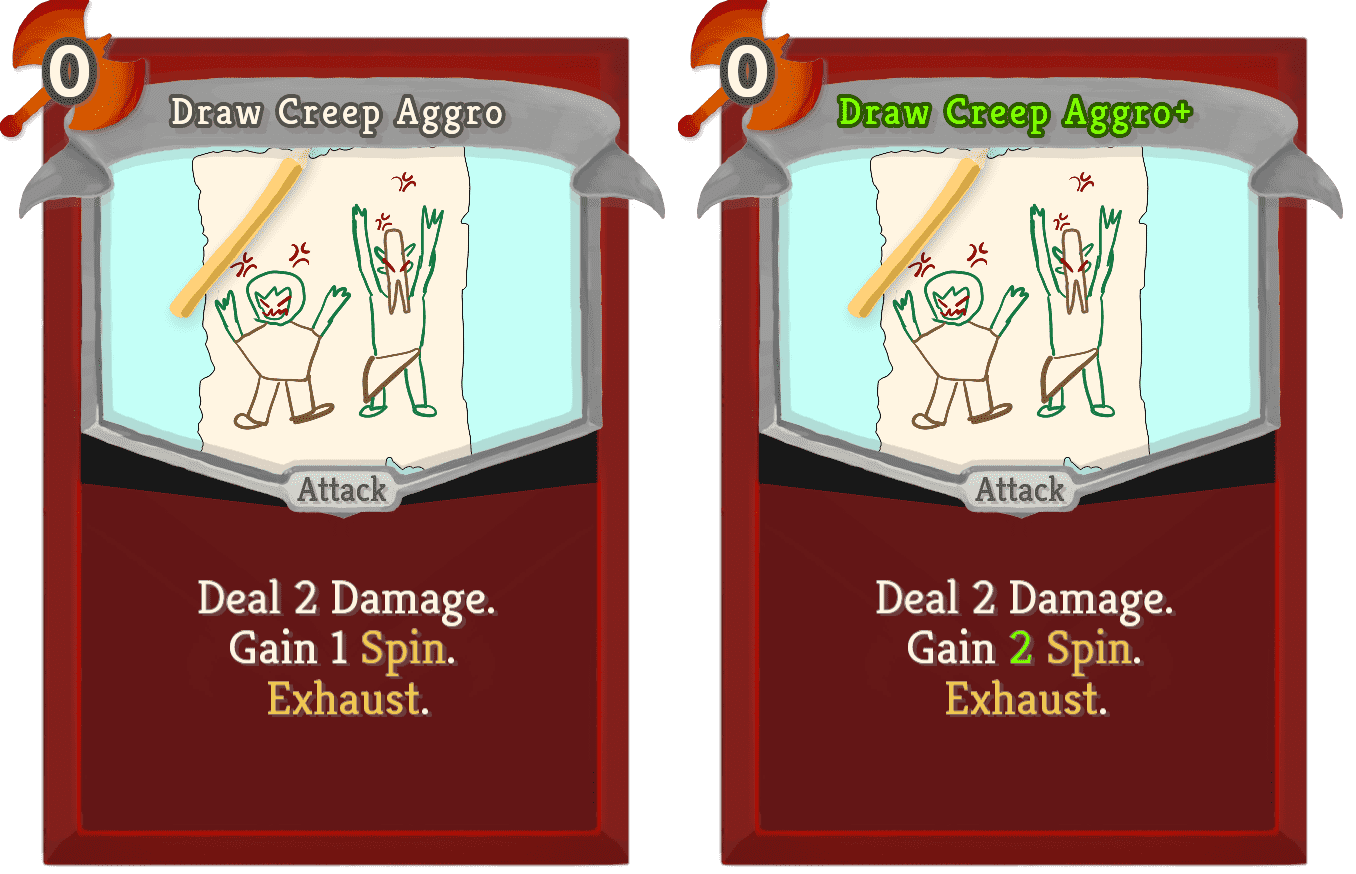 0
Draw Creep Aggro
Attack
Deal 2 Damage.
Gain 1 Spin.
Exhaust.
0
Draw Creep Aggro+
Attack
Deal 2 Damage.
Gain 2 Spin.
Exhaust.